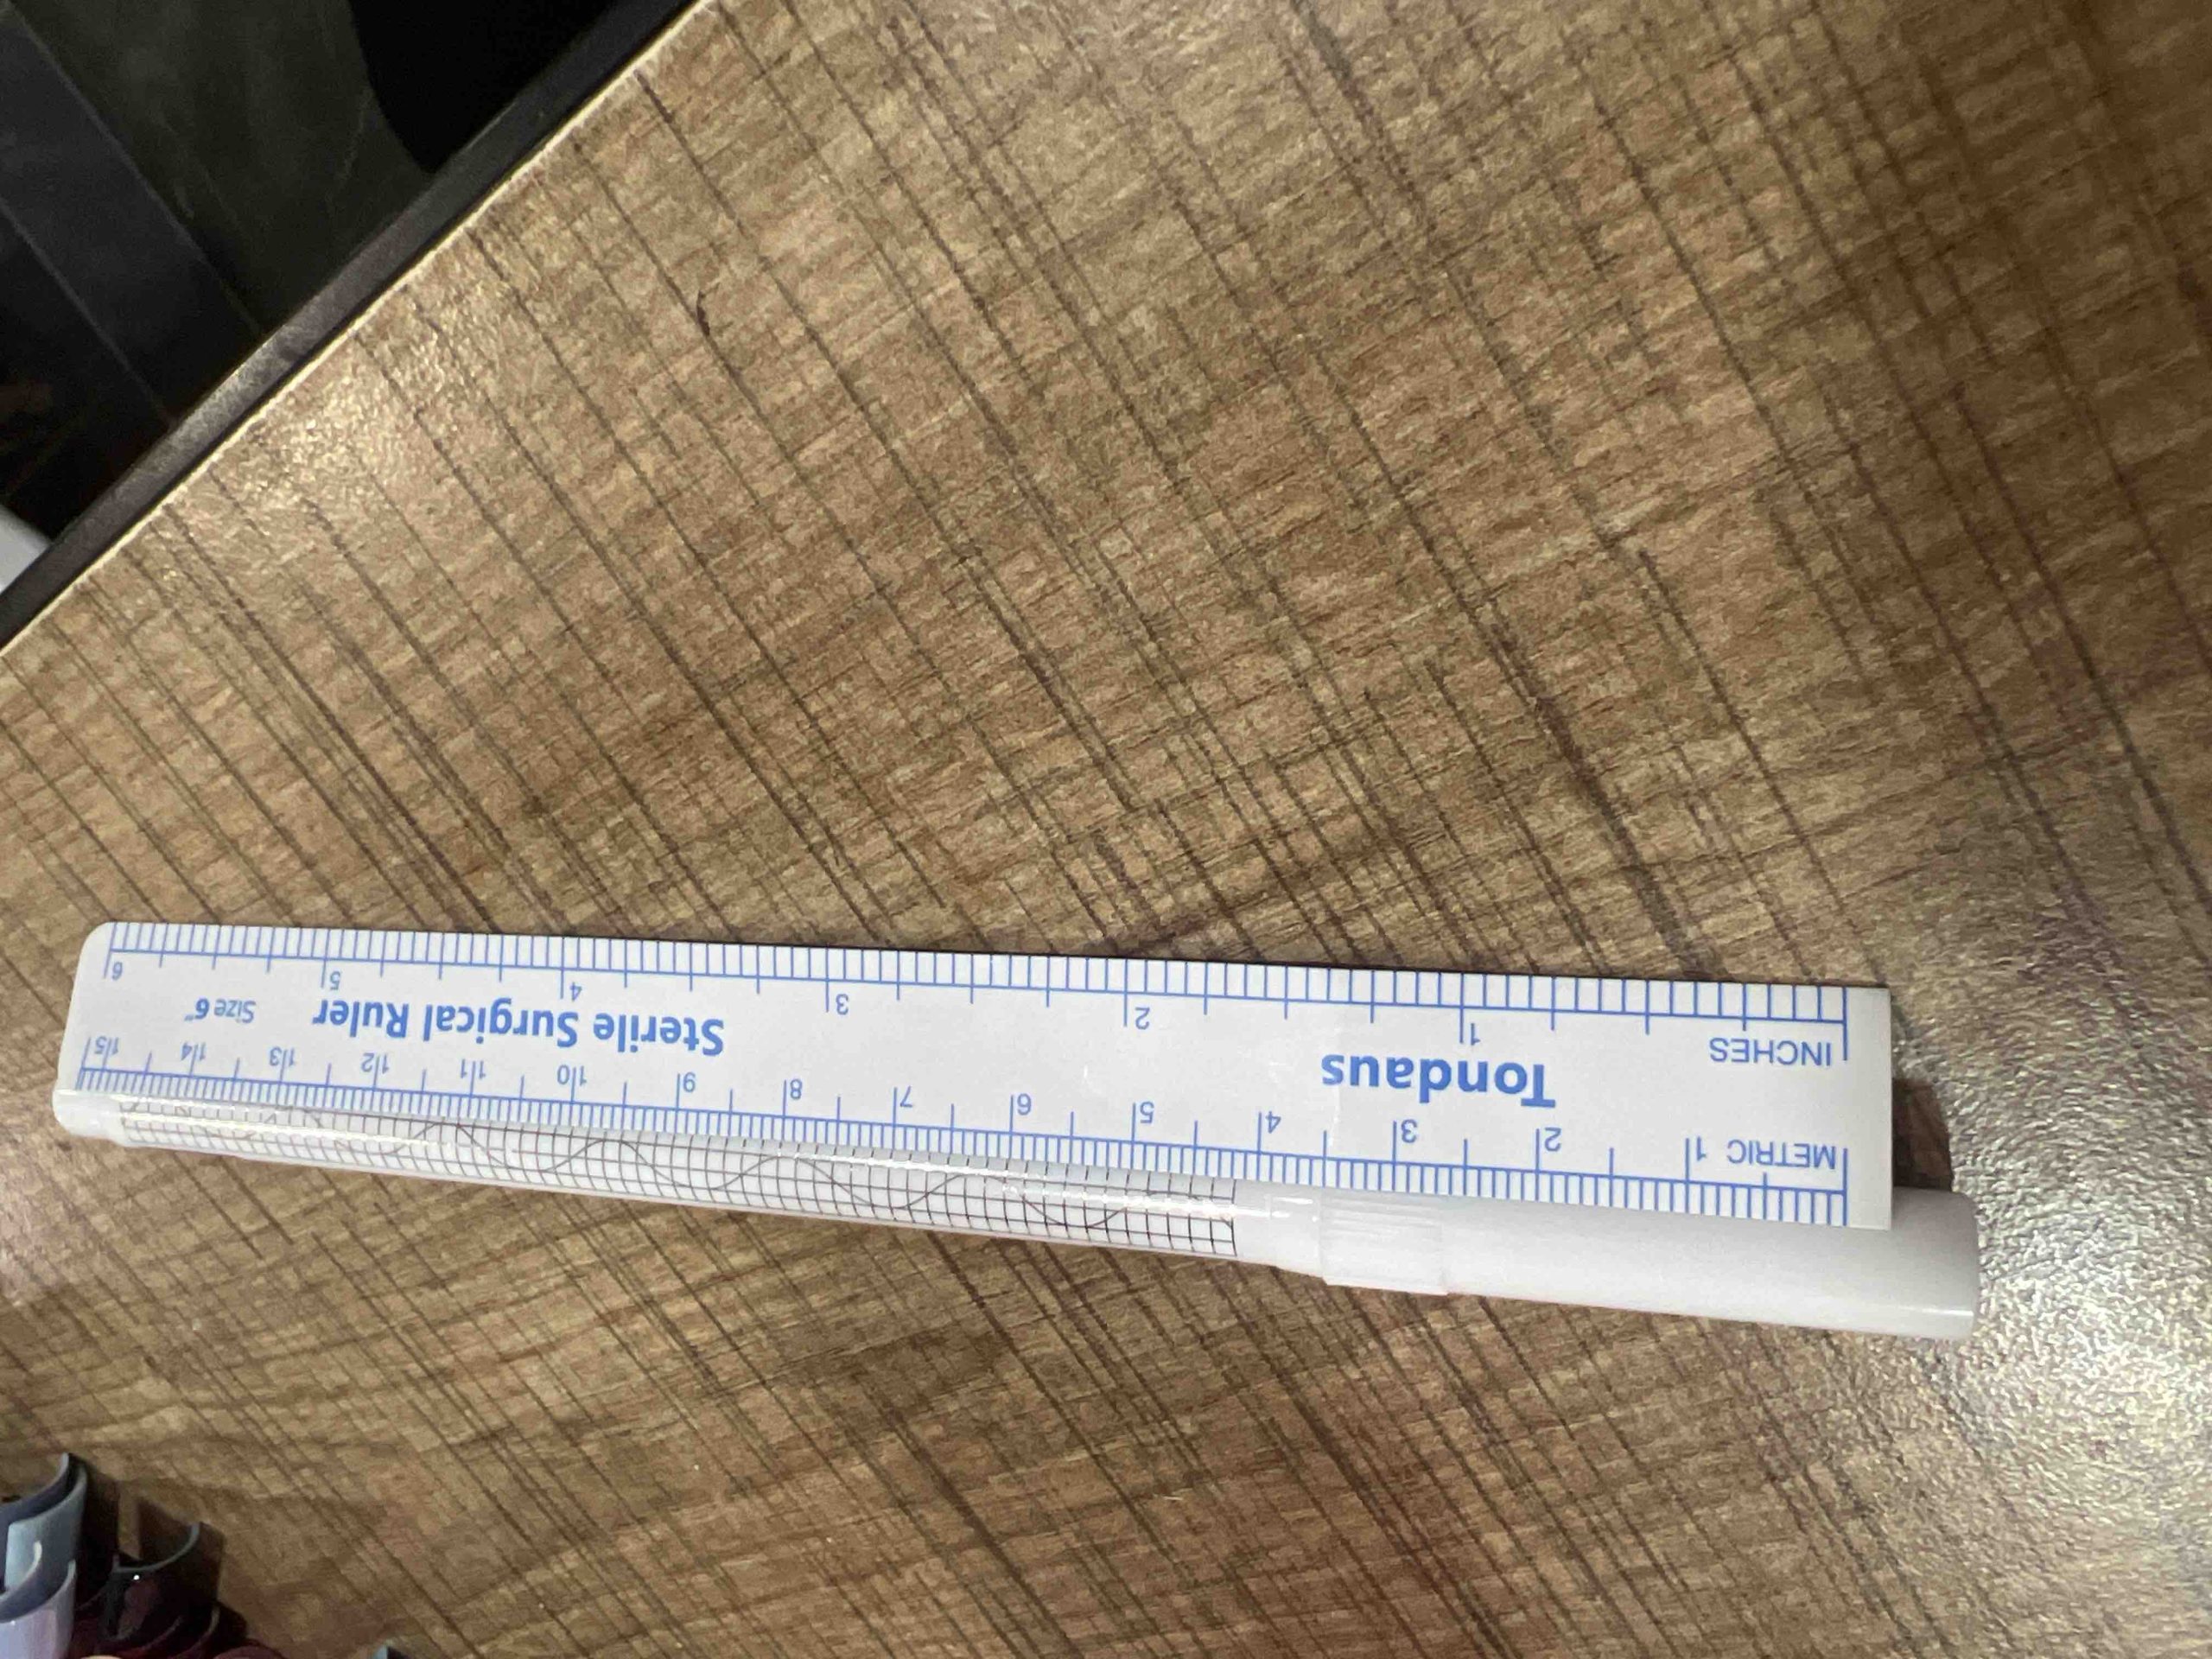 METRIC 1 2 3 4 5 6 7 8 9 10 11 12 13 14 15
Tondaus
Sterile Surgical Ruler Size 6"
INCHES 1 2 3 4 5 6